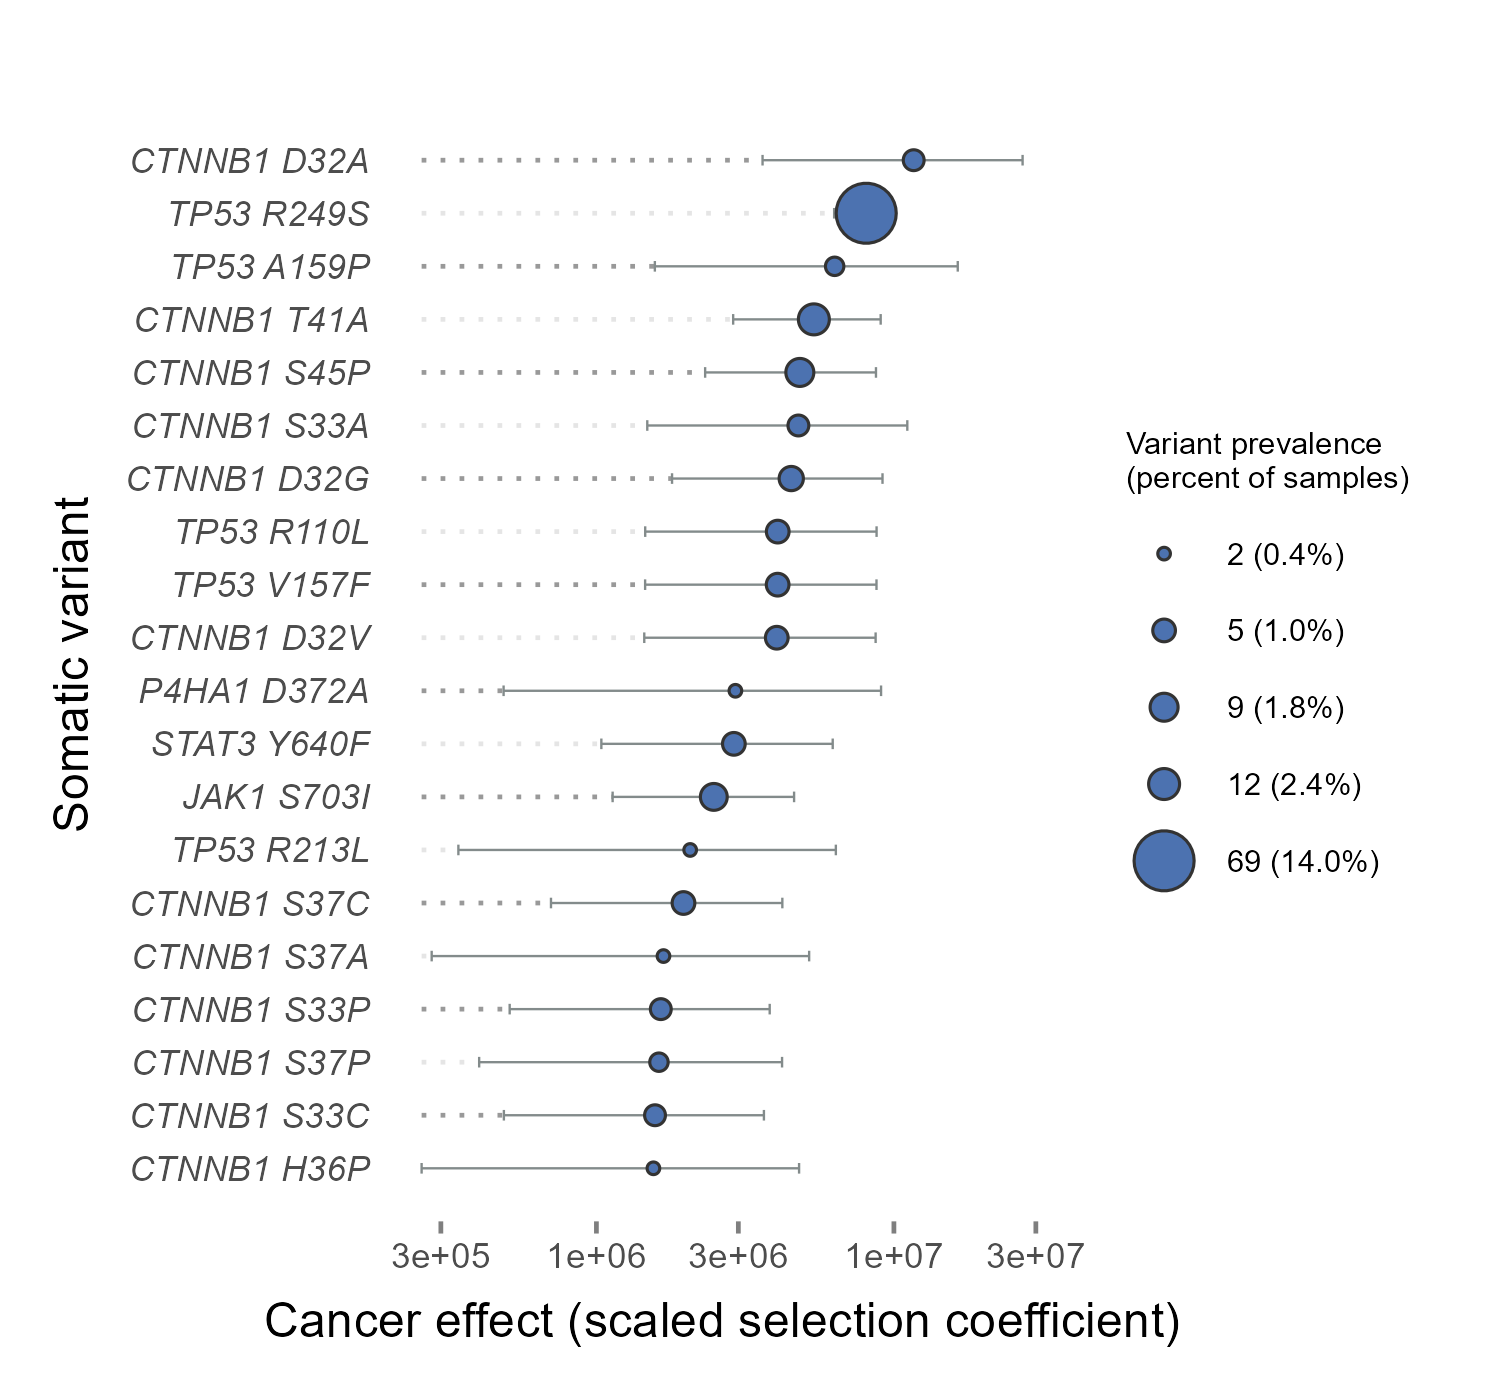 CTNNB1 D32A
TP53 R249S
TP53 A159P
CTNNB1 T41A
CTNNB1 S45P
CTNNB1 S33A
CTNNB1 D32G
TP53 R110L
TP53 V157F
CTNNB1 D32V
P4HA1 D372A
STAT3 Y640F
JAK1 S703I
TP53 R213L
CTNNB1 S37C
CTNNB1 S37A
CTNNB1 S33P
CTNNB1 S37P
CTNNB1 S33C
CTNNB1 H36P
Somatic variant
3e+05 1e+06 3e+06 1e+07 3e+07
Cancer effect (scaled selection coefficient)
Variant prevalence
(percent of samples)
2 (0.4%)
5 (1.0%)
9 (1.8%)
12 (2.4%)
69 (14.0%)